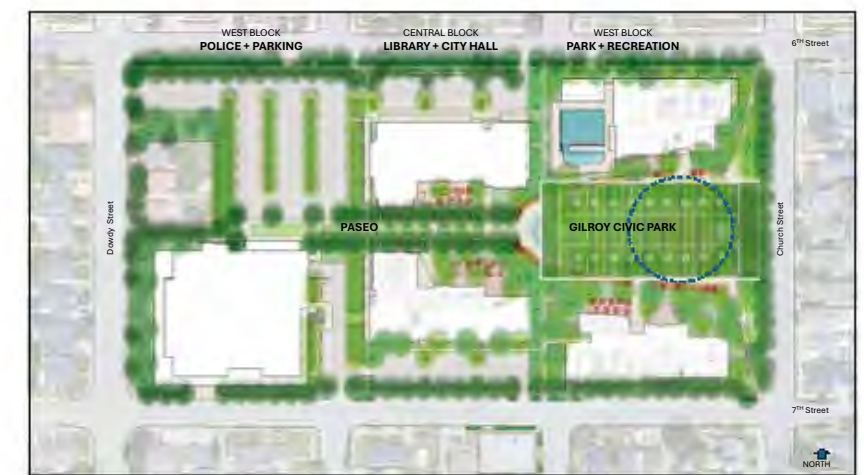 WEST BLOCK
POLICE + PARKING
CENTRAL BLOCK
LIBRARY + CITY HALL
WEST BLOCK
PARK + RECREATION
6TH Street
Dowdy Street
PASEO
GILROY CIVIC PARK
Church Street
7TH Street
NORTH